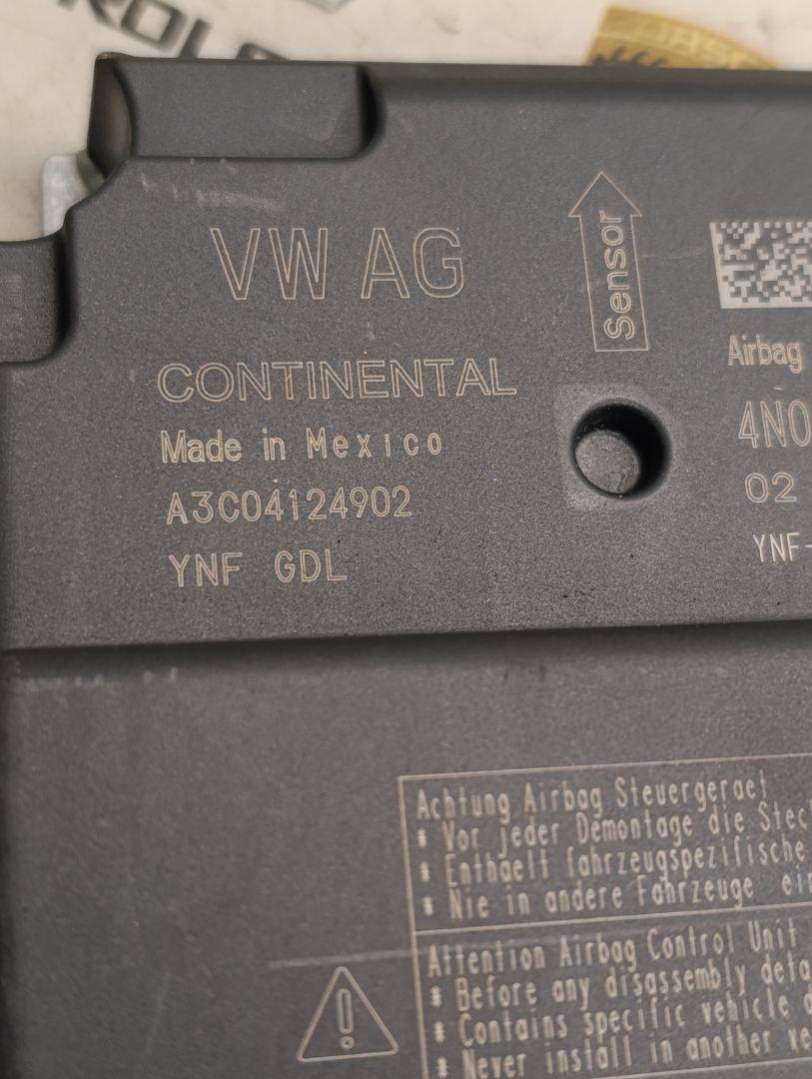 VW AG
Sensor
CONTINENTAL
Made in Mexico
A3C04124902
YNF GDL
Airbag
4N0
02
YNF-
Achtung Airbag Steuergeraet
* Vor jeder Demontage die
* Enthaelt fahrzeugspezifische
* Nie in andere Fahrzeuge
Attention Airbag Control Unit
* Before any disassembly
* Contains specific vehicle
* Never install in another